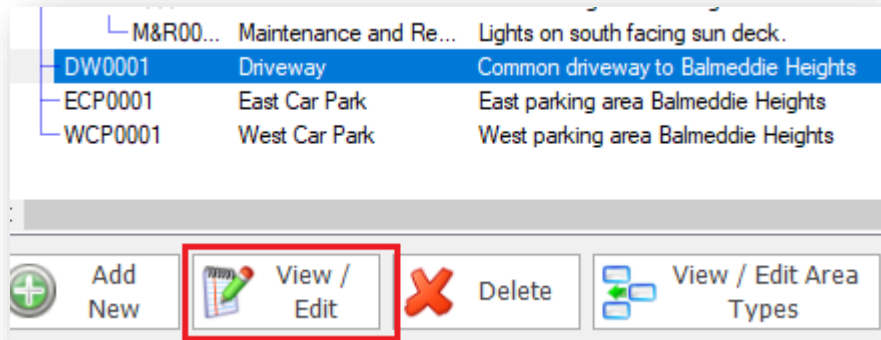 M&R00... Maintenance and Re... Lights on south facing sun deck.
DW0001 Driveway Common driveway to Balmeddie Heights
ECP0001 East Car Park East parking area Balmeddie Heights
WCP0001 West Car Park West parking area Balmeddie Heights
Add
New
View /
Edit
Delete
View / Edit Area
Types